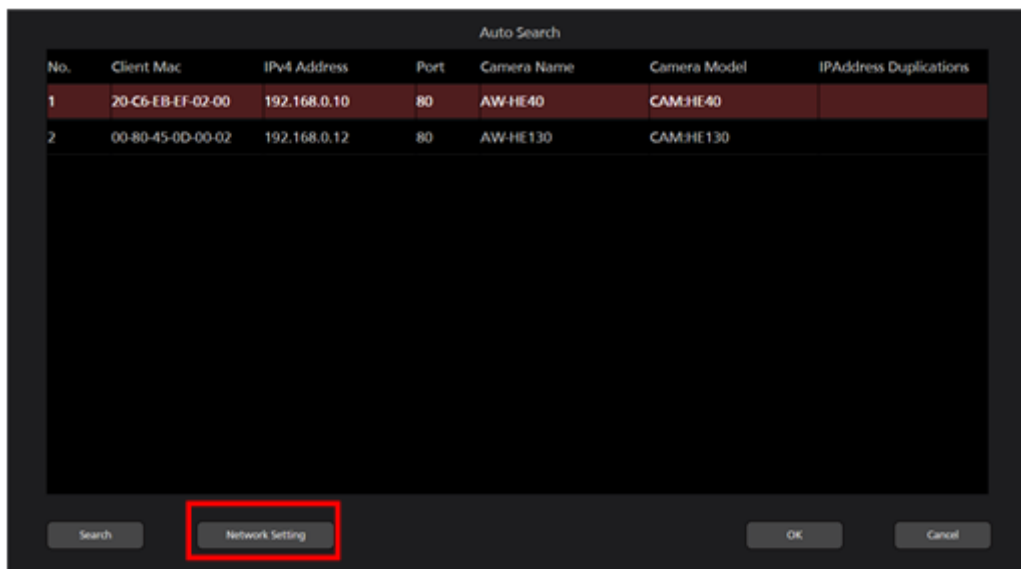 Auto Search
No. Client Mac IPv4 Address Port Camera Name Camera Model IPAddress Duplications
1 20-C6-EB-EF-02-00 192.168.0.10 80 AW-HE40 CAM:HE40
2 00-80-45-0D-00-02 192.168.0.12 80 AW-HE130 CAM:HE130
Search Network Setting OK Cancel